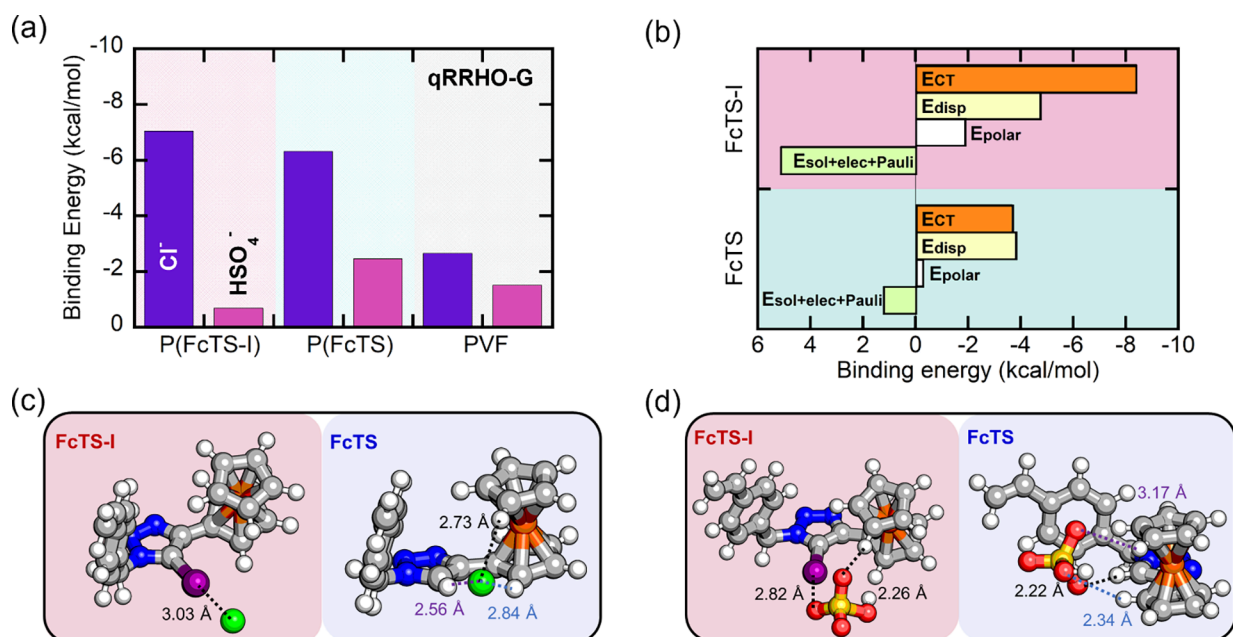 (a)
-10
-8
-6
-4
-2
0
Binding Energy (kcal/mol)
qRRHO-G
Cl⁻
HSO₄⁻
P(FcTS-I)
P(FcTS)
PVF
(b)
FcTS-I
ECT
Edisp
Epolar
Esol+elec+Pauli
FcTS
ECT
Edisp
Epolar
Esol+elec+Pauli
6 4 2 0 -2 -4 -6 -8 -10
Binding energy (kcal/mol)
(c)
FcTS-I
3.03 Å
FcTS
2.73 Å
2.56 Å
2.84 Å
(d)
FcTS-I
2.82 Å
2.26 Å
FcTS
3.17 Å
2.22 Å
2.34 Å